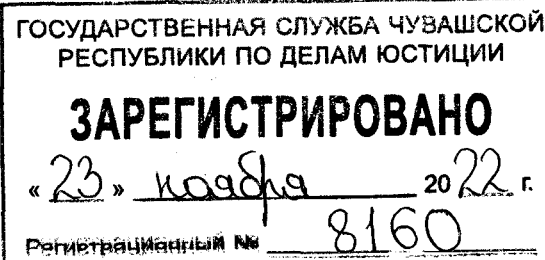 ГОСУДАРСТВЕННАЯ СЛУЖБА ЧУВАШСКОЙ
РЕСПУБЛИКИ ПО ДЕЛАМ ЮСТИЦИИ
ЗАРЕГИСТРИРОВАНО
«23» ноября 2022 г.
Регистрационный № 8160